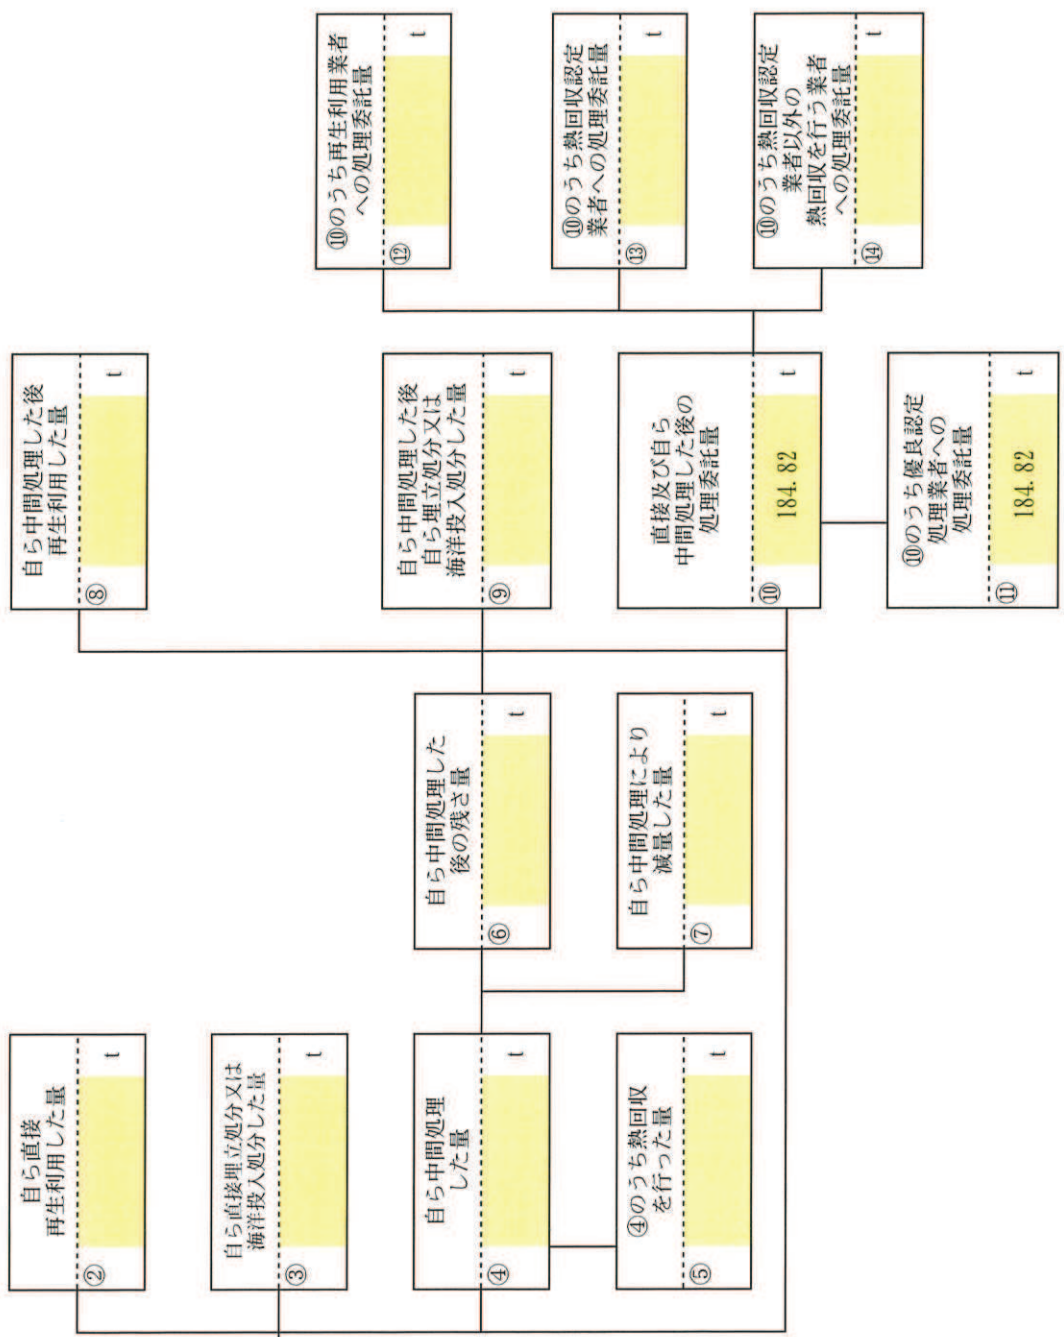 自ら直接
再生利用した量
②
t
自ら直接埋立処分又は
海洋投入処分した量
③
t
自ら中間処理
した量
④
t
④のうち熱回収
を行った量
⑤
t
自ら中間処理した
後の残さ量
⑥
t
自ら中間処理により
減量した量
⑦
t
自ら中間処理した後
再生利用した量
⑧
t
自ら中間処理した後
自ら埋立処分又は
海洋投入処分した量
⑨
t
直接及び自ら
中間処理した後の
処理委託量
⑩
184.82
t
⑩のうち優良認定
処理業者への
処理委託量
⑪
184.82
t
⑩のうち再生利用業者
への処理委託量
⑫
t
⑩のうち熱回収認定
業者への処理委託量
⑬
t
⑩のうち熱回収認定
業者以外の
熱回収を行う業者
への処理委託量
⑭
t